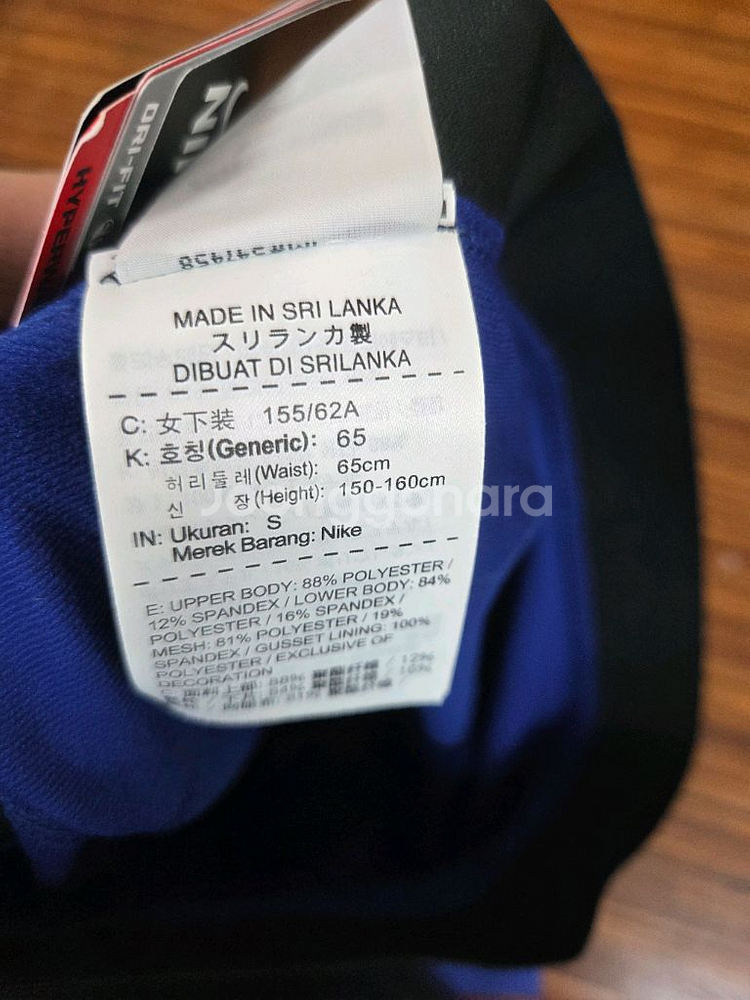 DRI-FIT
MADE IN SRI LANKA
スリランカ製
DIBUAT DI SRILANKA
C: 女下装 155/62A
K: 호칭(Generic): 65
허리둘레(Waist): 65cm
신 장(Height): 150-160cm
Joonggonara
IN: Ukuran: S
Merek Barang: Nike
E: UPPER BODY: 88% POLYESTER /
12% SPANDEX / LOWER BODY: 84%
POLYESTER / 16% SPANDEX /
MESH: 81% POLYESTER / 19%
SPANDEX / GUSSET LINING: 100%
POLYESTER / EXCLUSIVE OF
DECORATION